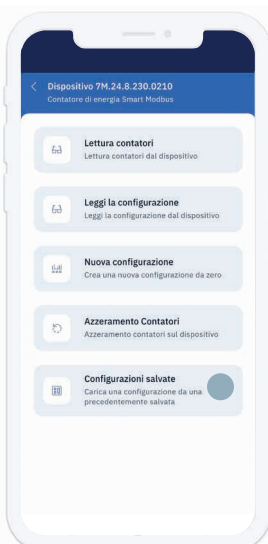 Dispositivo 7M.24.8.230.0210
Contatore di energia Smart Modbus
Lettura contatori
Lettura contatori dal dispositivo
Leggi la configurazione
Leggi la configurazione dal dispositivo
Nuova configurazione
Crea una nuova configurazione da zero
Azzeramento Contatori
Azzeramento contatori sul dispositivo
Configurazioni salvate
Carica una configurazione da una
precedentemente salvata